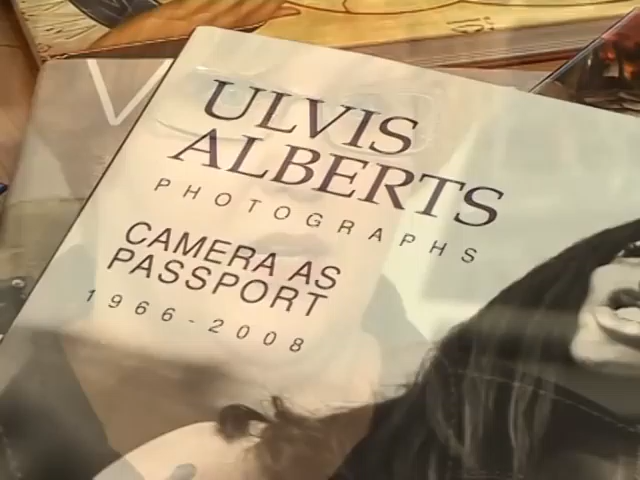 ULVIS
ALBERTS
PHOTOGRAPHS
CAMERA AS
PASSPORT
1966-2008